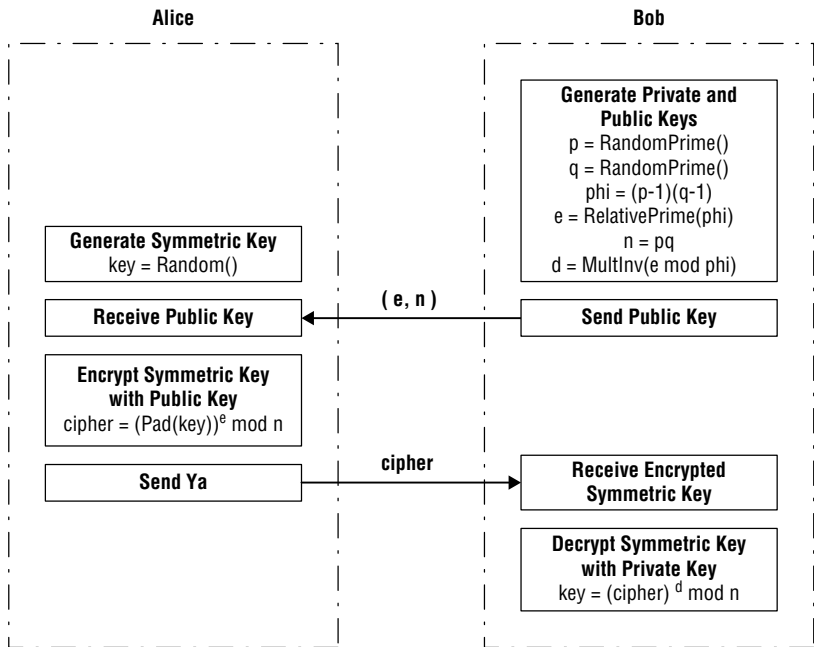 Alice
Bob
Generate Private and
Public Keys
p = RandomPrime()
q = RandomPrime()
phi = (p-1)(q-1)
e = RelativePrime(phi)
n = pq
d = MultInv(e mod phi)
Generate Symmetric Key
key = Random()
Receive Public Key
( e, n )
Send Public Key
Encrypt Symmetric Key
with Public Key
cipher = (Pad(key))^e mod n
Send Ya
cipher
Receive Encrypted
Symmetric Key
Decrypt Symmetric Key
with Private Key
key = (cipher) ^d mod n